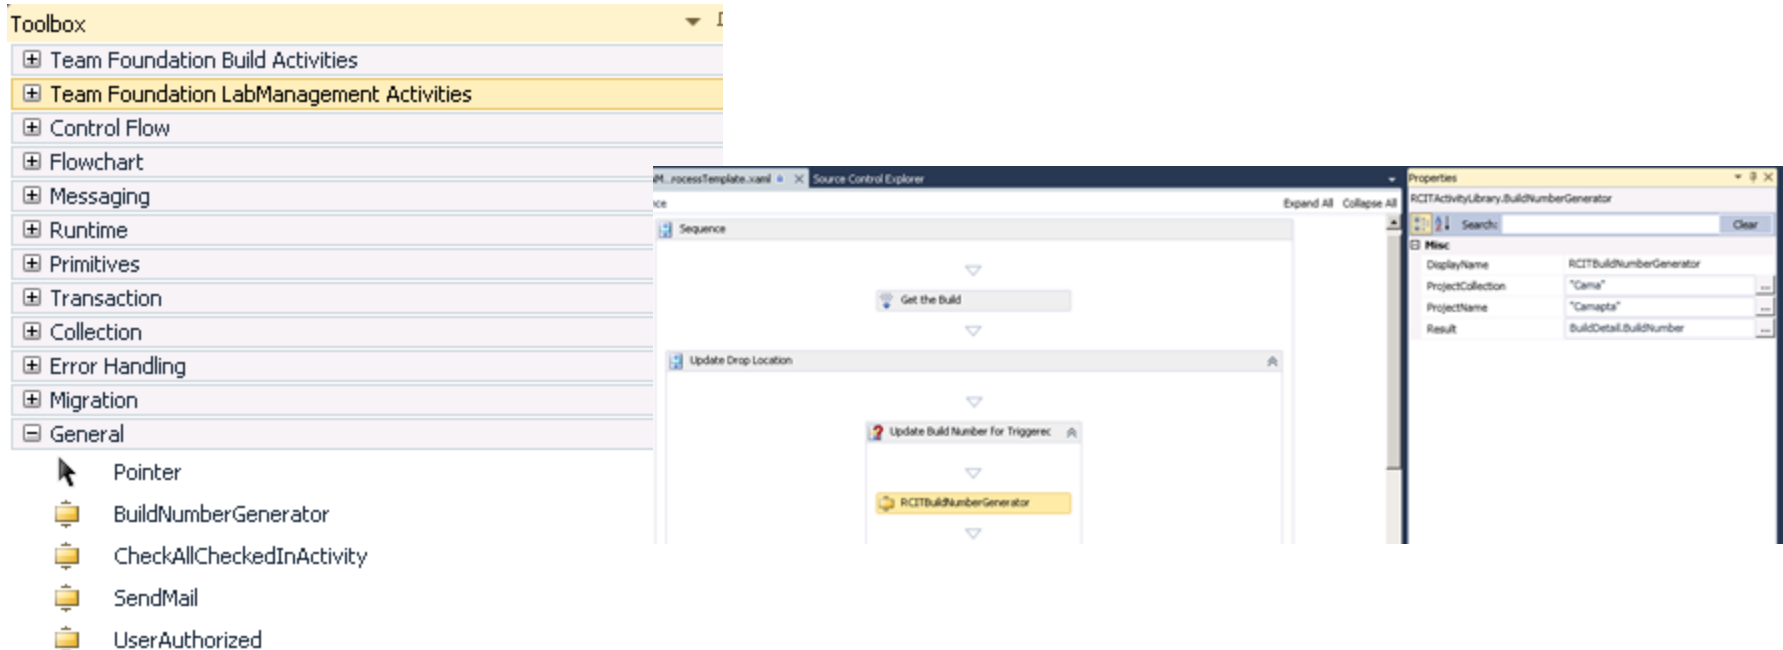 Toolbox
Team Foundation Build Activities
Team Foundation LabManagement Activities
Control Flow
Flowchart
Messaging
Runtime
Primitives
Transaction
Collection
Error Handling
Migration
General
Pointer
BuildNumberGenerator
CheckAllCheckedInActivity
SendMail
UserAuthorized
M...rocessTemplate.xaml Source Control Explorer
ce Expand All Collapse All
Sequence
Get the Build
Update Drop Location
Update Build Number for Triggerec
RCITBuildNumberGenerator
Properties
RCITActivityLibrary.BuildNumberGenerator
Search: Clear
Misc
DisplayName RCITBuildNumberGenerator
ProjectCollection "Cama" ...
ProjectName "Camapta" ...
Result BuildDetail.BuildNumber ...